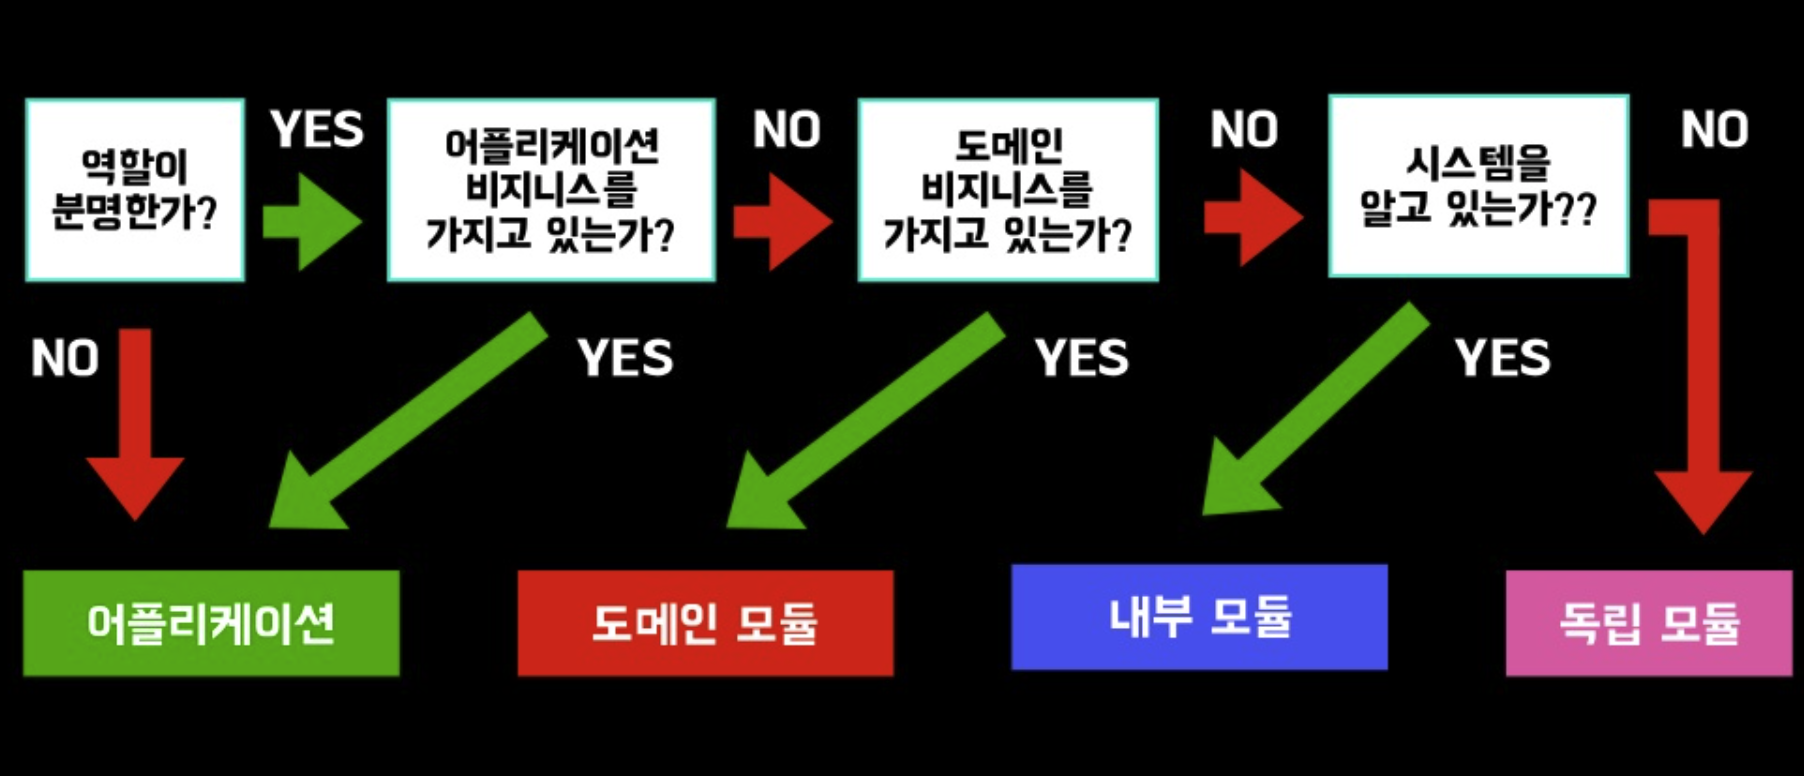 역할이
분명한가?
YES
어플리케이션
비지니스를
가지고 있는가?
NO
도메인
비지니스를
가지고 있는가?
NO
시스템을
알고 있는가??
NO
NO
YES
YES
YES
어플리케이션
도메인 모듈
내부 모듈
독립 모듈